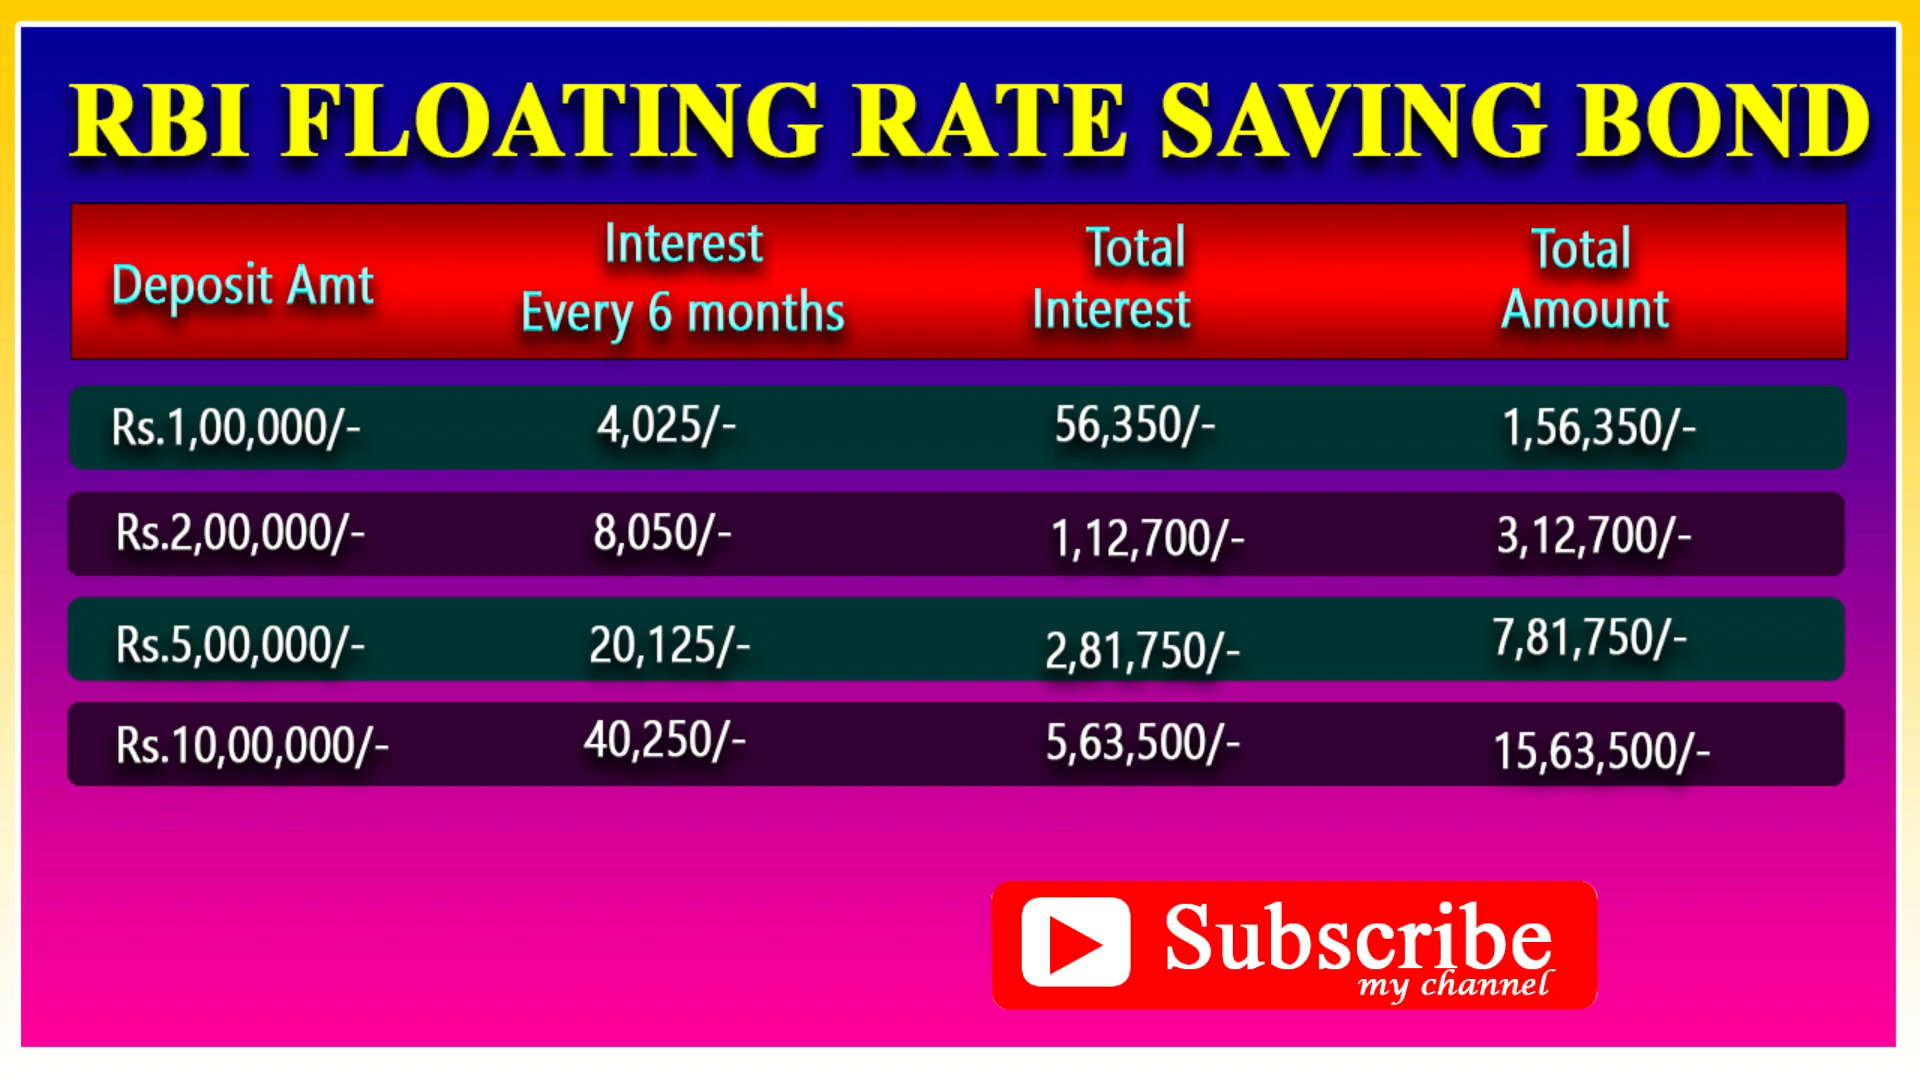 RBI FLOATING RATE SAVING BOND
Deposit Amt
Interest
Every 6 months
Total
Interest
Total
Amount
Rs.1,00,000/- 4,025/- 56,350/- 1,56,350/-
Rs.2,00,000/- 8,050/- 1,12,700/- 3,12,700/-
Rs.5,00,000/- 20,125/- 2,81,750/- 7,81,750/-
Rs.10,00,000/- 40,250/- 5,63,500/- 15,63,500/-
Subscribe
my channel